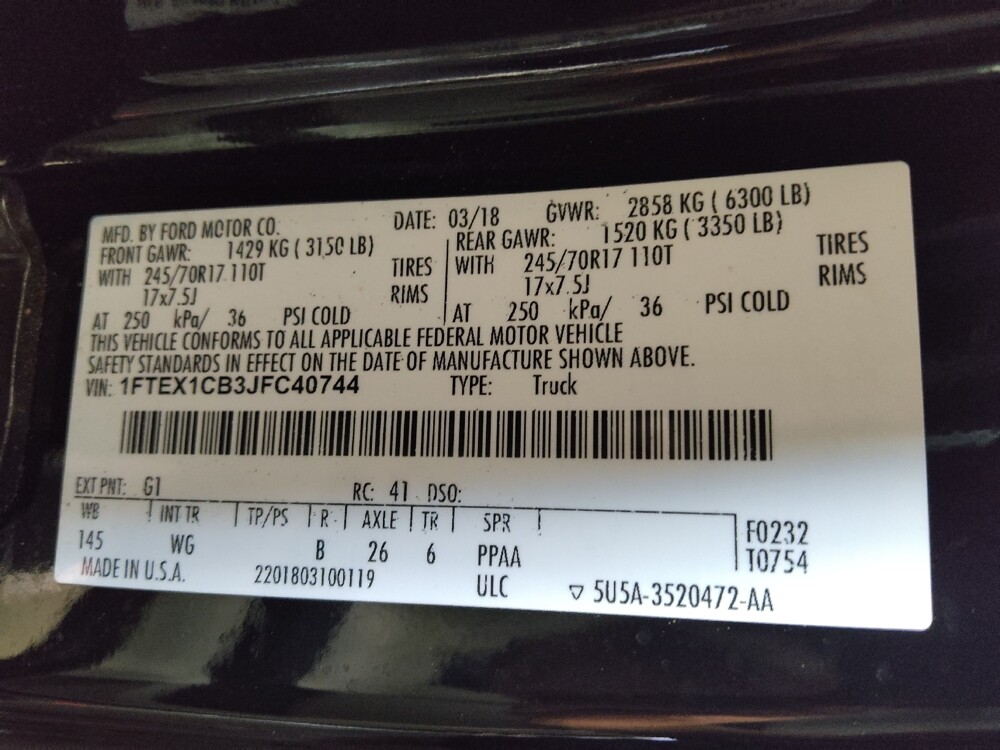 MFD. BY FORD MOTOR CO. DATE: 03/18 GVWR: 2858 KG ( 6300 LB)
FRONT GAWR: 1429 KG ( 3150 LB) REAR GAWR: 1520 KG ( 3350 LB)
WITH 245/70R17 110T TIRES WITH 245/70R17 110T TIRES
17x7.5J RIMS 17x7.5J RIMS
AT 250 kPa/ 36 PSI COLD AT 250 kPa/ 36 PSI COLD
THIS VEHICLE CONFORMS TO ALL APPLICABLE FEDERAL MOTOR VEHICLE
SAFETY STANDARDS IN EFFECT ON THE DATE OF MANUFACTURE SHOWN ABOVE.
VIN: 1FTEX1CB3JFC40744 TYPE: Truck
EXT PNT: G1 RC: 41 DSO:
WB INT TR TP/PS R AXLE TR SPR F0232
145 WG B 26 6 PPAA T0754
MADE IN U.S.A. 2201803100119 ULC ▽ 5U5A-3520472-AA